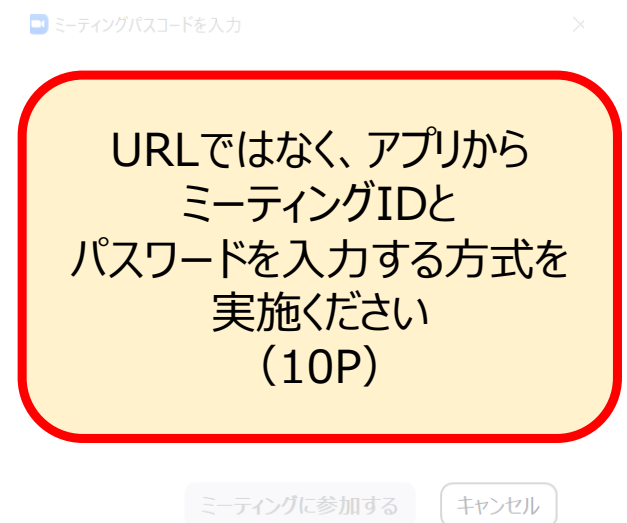 ミーティングパスコードを入力
URLではなく、アプリから
ミーティングIDと
パスワードを入力する方式を
実施ください
（10P）
ミーティングに参加する
キャンセル